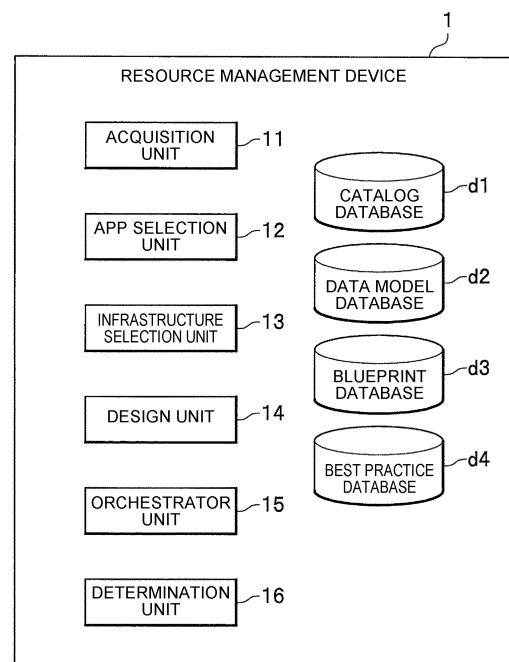 1
RESOURCE MANAGEMENT DEVICE
ACQUISITION
UNIT
11
APP SELECTION
UNIT
12
INFRASTRUCTURE
SELECTION UNIT
13
DESIGN UNIT
14
ORCHESTRATOR
UNIT
15
DETERMINATION
UNIT
16
CATALOG
DATABASE
d1
DATA MODEL
DATABASE
d2
BLUEPRINT
DATABASE
d3
BEST PRACTICE
DATABASE
d4